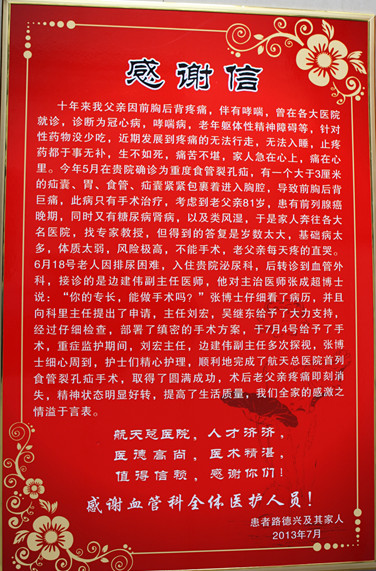 感谢信
十年来我父亲因前胸后背疼痛，伴有哮喘，曾在各大医院
就诊，诊断为冠心病，哮喘病，老年躯体性精神障碍等，针对
性药物没少吃，近期发展到疼痛的无法行走，无法入睡，止疼
药都于事无补，生不如死，痛苦不堪，家人急在心上，痛在心
里。今年5月在贵院确诊为重度食管裂孔疝，有一个大于3厘米
的疝囊、胃、食管、疝囊紧紧包裹着进入胸腔，导致前胸后背
巨痛，此病只有手术治疗，考虑到老父亲81岁，患有前列腺癌
晚期，同时又有糖尿病肾病，以及类风湿，于是家人奔往各大
名医院，找专家教授，但得到的答复是岁数太大，基础病太
多，体质太弱，风险极高，不能手术，老父亲每天疼的直哭。
6月18号老人因排尿困难，入住贵院泌尿科，后转诊到血管外
科，接诊的是边建伟副主任医师，他对主治医师张成超博士
说：“你的专长，能做手术吗？”张博士仔细看了病历，并且
向科里主任提出了申请，主任刘宏，吴继东给予了大力支持，
经过仔细检查，部署了缜密的手术方案，于7月4号给予了手
术，重症监护期间，刘宏主任，边建伟副主任多次探视，张博
士细心周到，护士们精心护理，顺利地完成了航天总医院首列
食管裂孔疝手术，取得了圆满成功，术后老父亲疼痛即刻消
失，精神状态明显好转，提高了生活质量，我们全家的感激之
情溢于言表。
航天总医院，人才济济，
医德高尚，医术精湛，
值得信赖，感谢你们！
感谢血管科全体医护人员！
患者路德兴及其家人
2013年7月